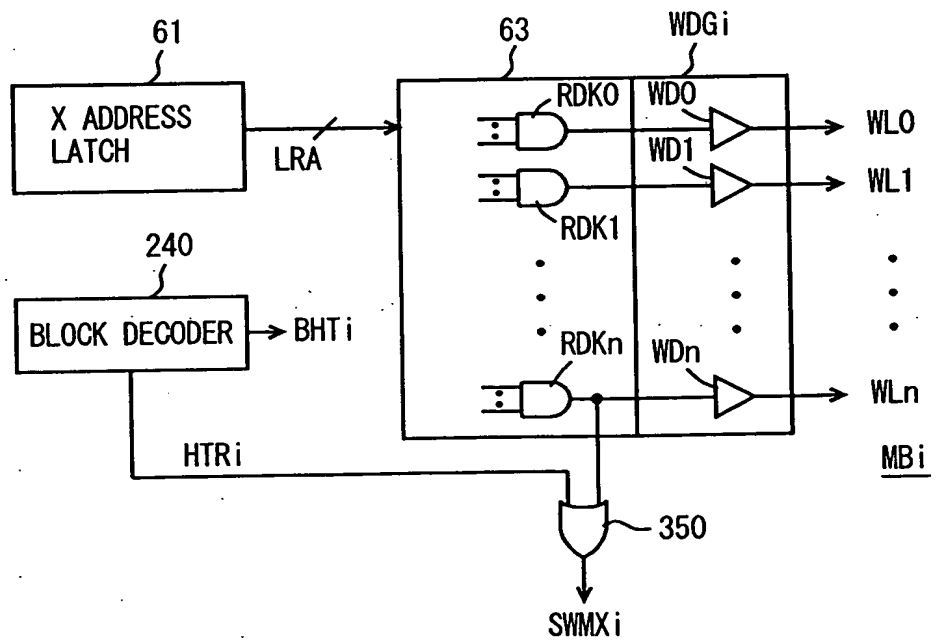 61
63
WDGi
X ADDRESS
LATCH
LRA
RDK0
WD0
WL0
RDK1
WD1
WL1
240
BLOCK DECODER
BHTi
RDKn
WDn
WLn
HTRi
MBi
350
SWMXi